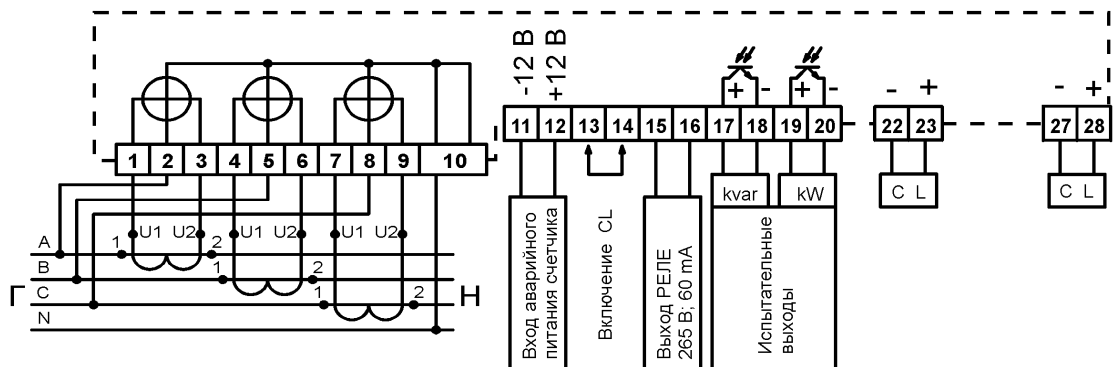 -12 В
+12 В
+ - + -
- +
- +
11 12 13 14 15 16 17 18 19 20
22 23
27 28
1 2 3 4 5 6 7 8 9 10
kvar kW
C L
C L
U1 U2 U1 U2 U1 U2
A 1 2
B 1 2
Г C 1 2 Н
N
Вход аварийного
питания счетчика
Включение CL
Выход РЕЛЕ
265 В; 60 mA
Испытательные
выходы